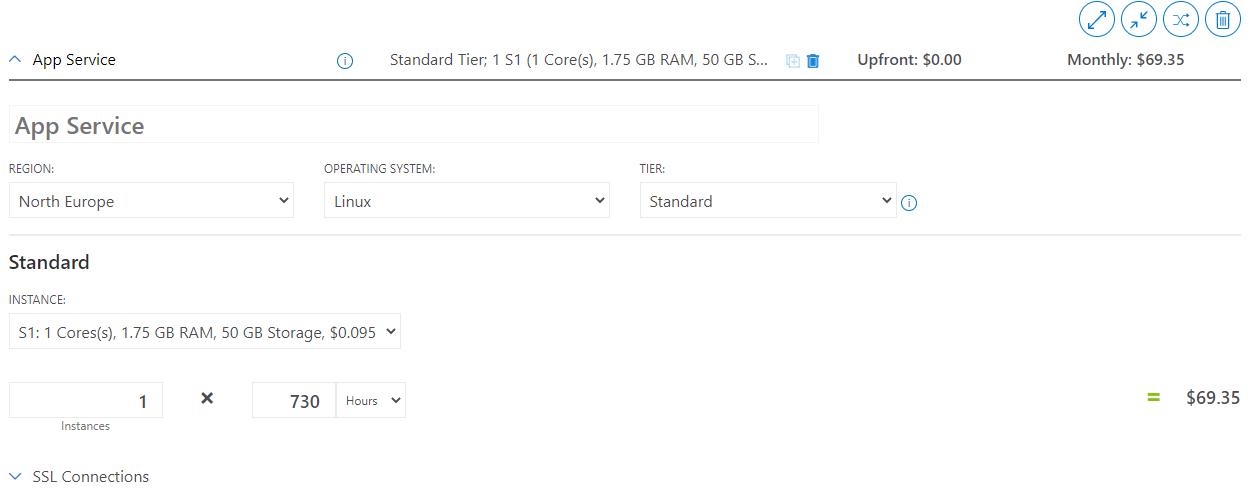 App Service
Standard Tier; 1 S1 (1 Core(s), 1.75 GB RAM, 50 GB S...
Upfront: $0.00
Monthly: $69.35
App Service
REGION:
OPERATING SYSTEM:
TIER:
North Europe
Linux
Standard
Standard
INSTANCE:
S1: 1 Cores(s), 1.75 GB RAM, 50 GB Storage, $0.095
1
×
730
Hours
=
$69.35
Instances
SSL Connections